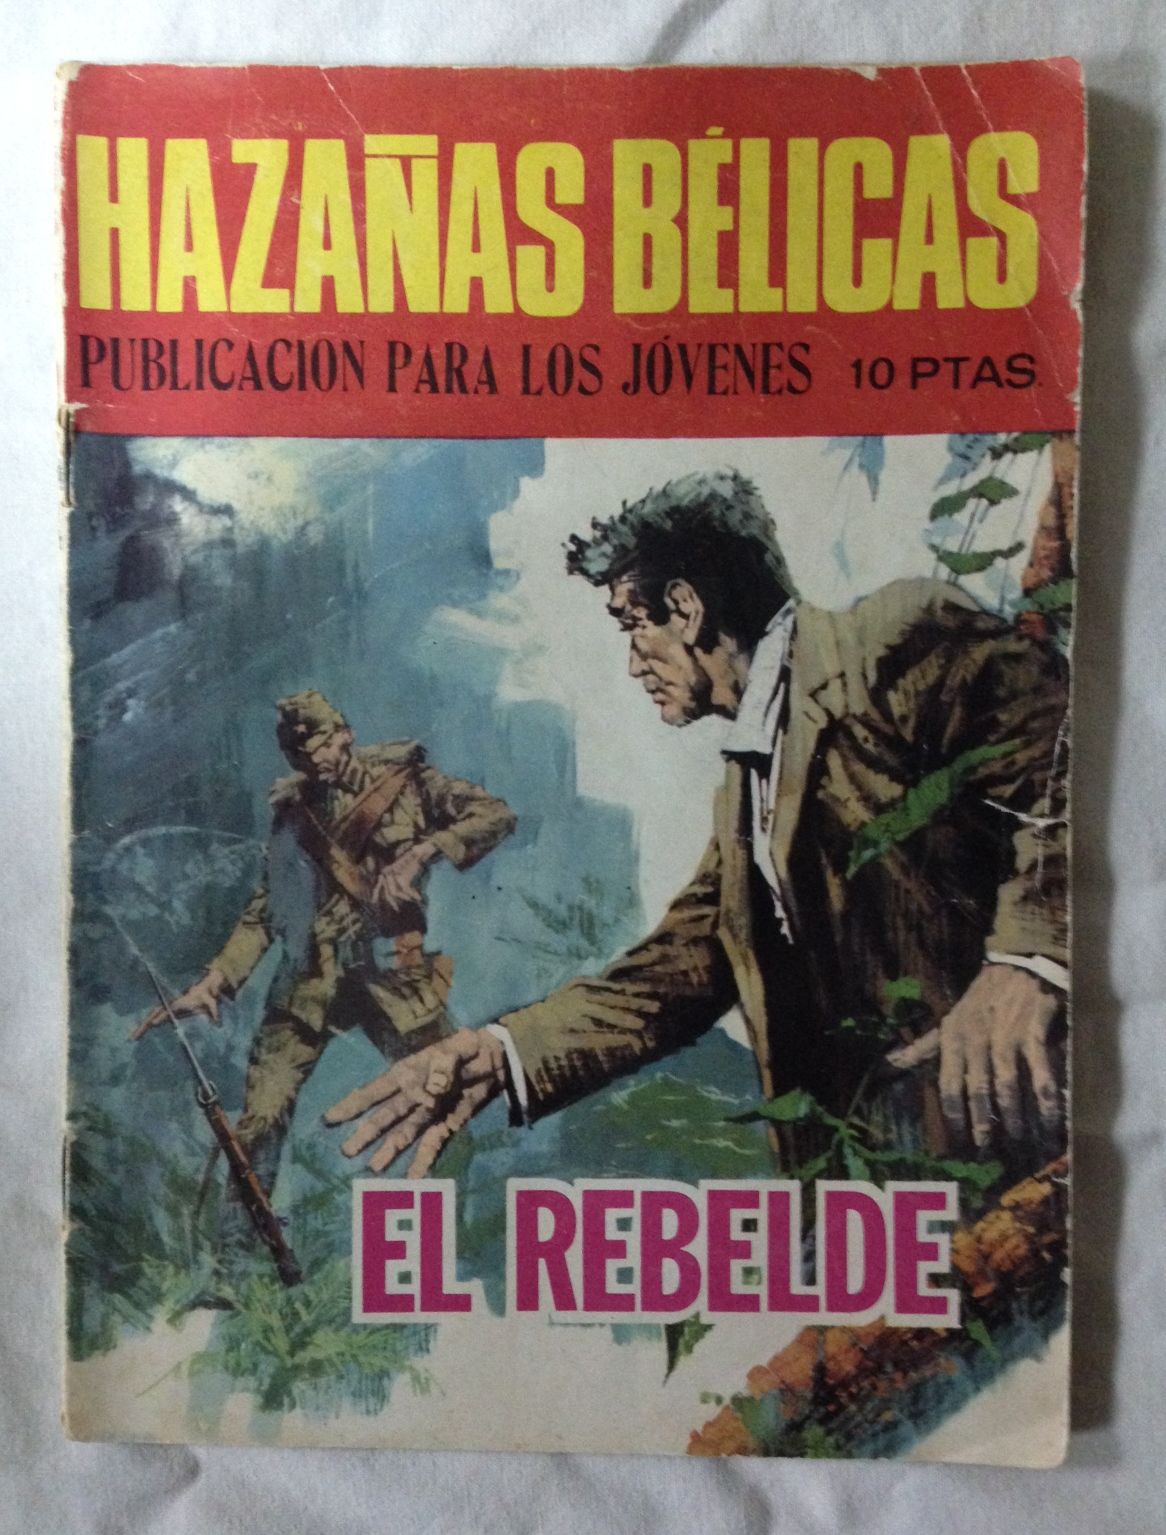 HAZAÑAS BÉLICAS
PUBLICACION PARA LOS JÓVENES 10 PTAS.
EL REBELDE